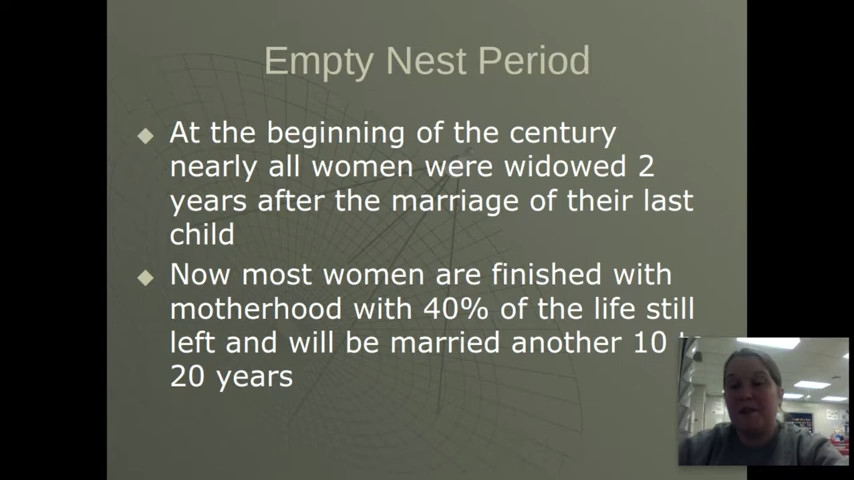 Empty Nest Period
At the beginning of the century
nearly all women were widowed 2
years after the marriage of their last
child
Now most women are finished with
motherhood with 40% of the life still
left and will be married another 10
20 years